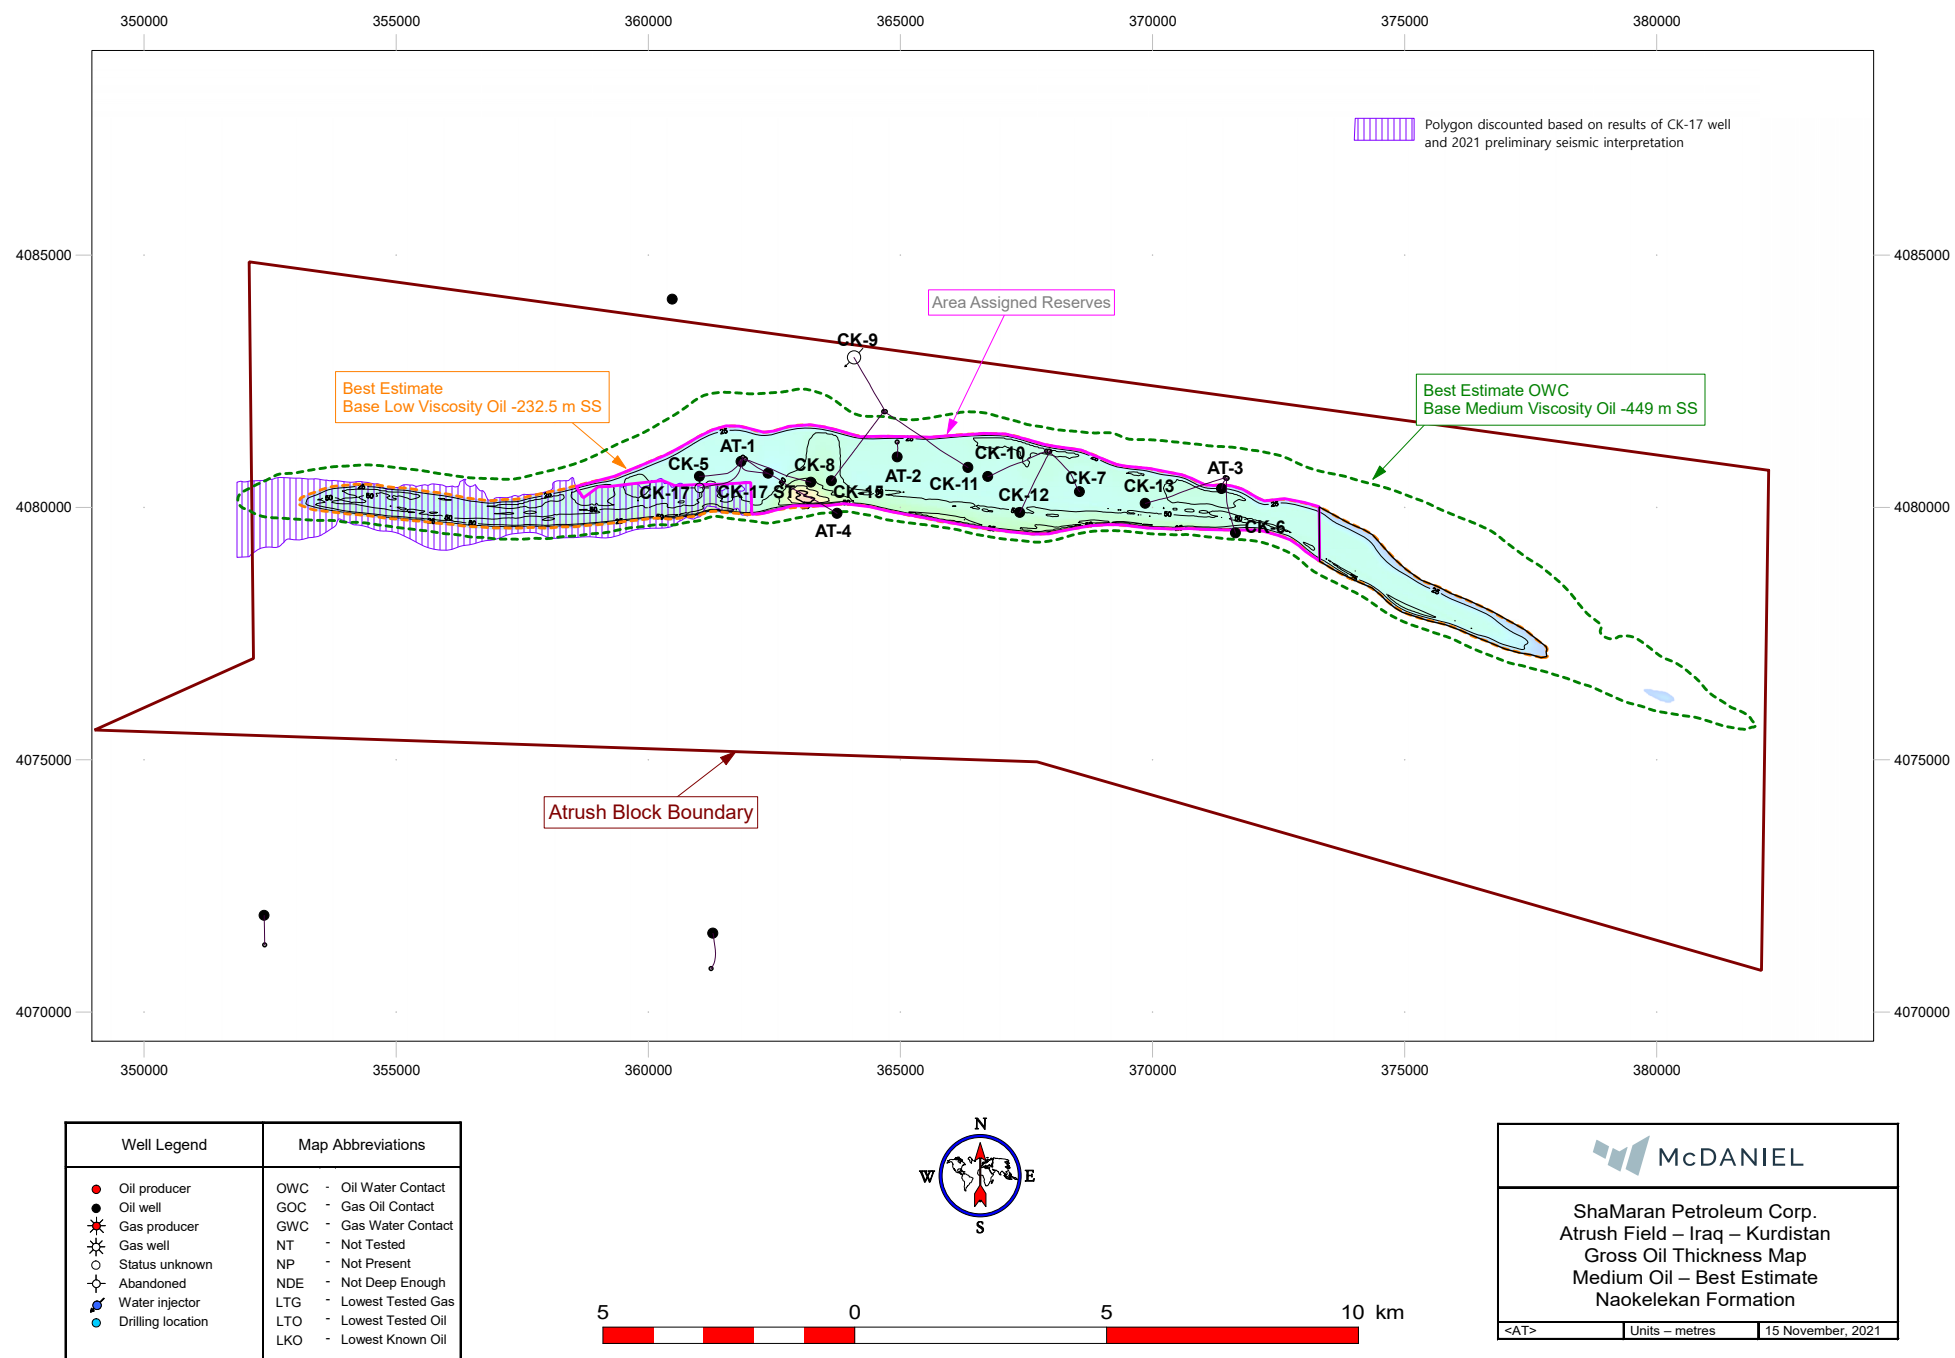 350000 355000 360000 365000 370000 375000 380000
Polygon discounted based on results of CK-17 well
and 2021 preliminary seismic interpretation
4085000 4085000
Area Assigned Reserves
CK-9
Best Estimate
Base Low Viscosity Oil -232.5 m SS
Best Estimate OWC
Base Medium Viscosity Oil -449 m SS
AT-1
CK-5
CK-8
AT-2
CK-10
CK-11
CK-7
AT-3
CK-17
CK-17 ST
CK-12
CK-13
AT-4
CK-6
4080000 4080000
4075000 4075000
Atrush Block Boundary
4070000 4070000
350000 355000 360000 365000 370000 375000 380000
Well Legend
Oil producer
Oil well
Gas producer
Gas well
Status unknown
Abandoned
Water injector
Drilling location
Map Abbreviations
OWC - Oil Water Contact
GOC - Gas Oil Contact
GWC - Gas Water Contact
NT - Not Tested
NP - Not Present
NDE - Not Deep Enough
LTG - Lowest Tested Gas
LTO - Lowest Tested Oil
LKO - Lowest Known Oil
N
W E
S
5 0 5 10 km
McDANIEL
ShaMaran Petroleum Corp.
Atrush Field – Iraq – Kurdistan
Gross Oil Thickness Map
Medium Oil – Best Estimate
Naokelekan Formation
<AT> Units – metres 15 November, 2021